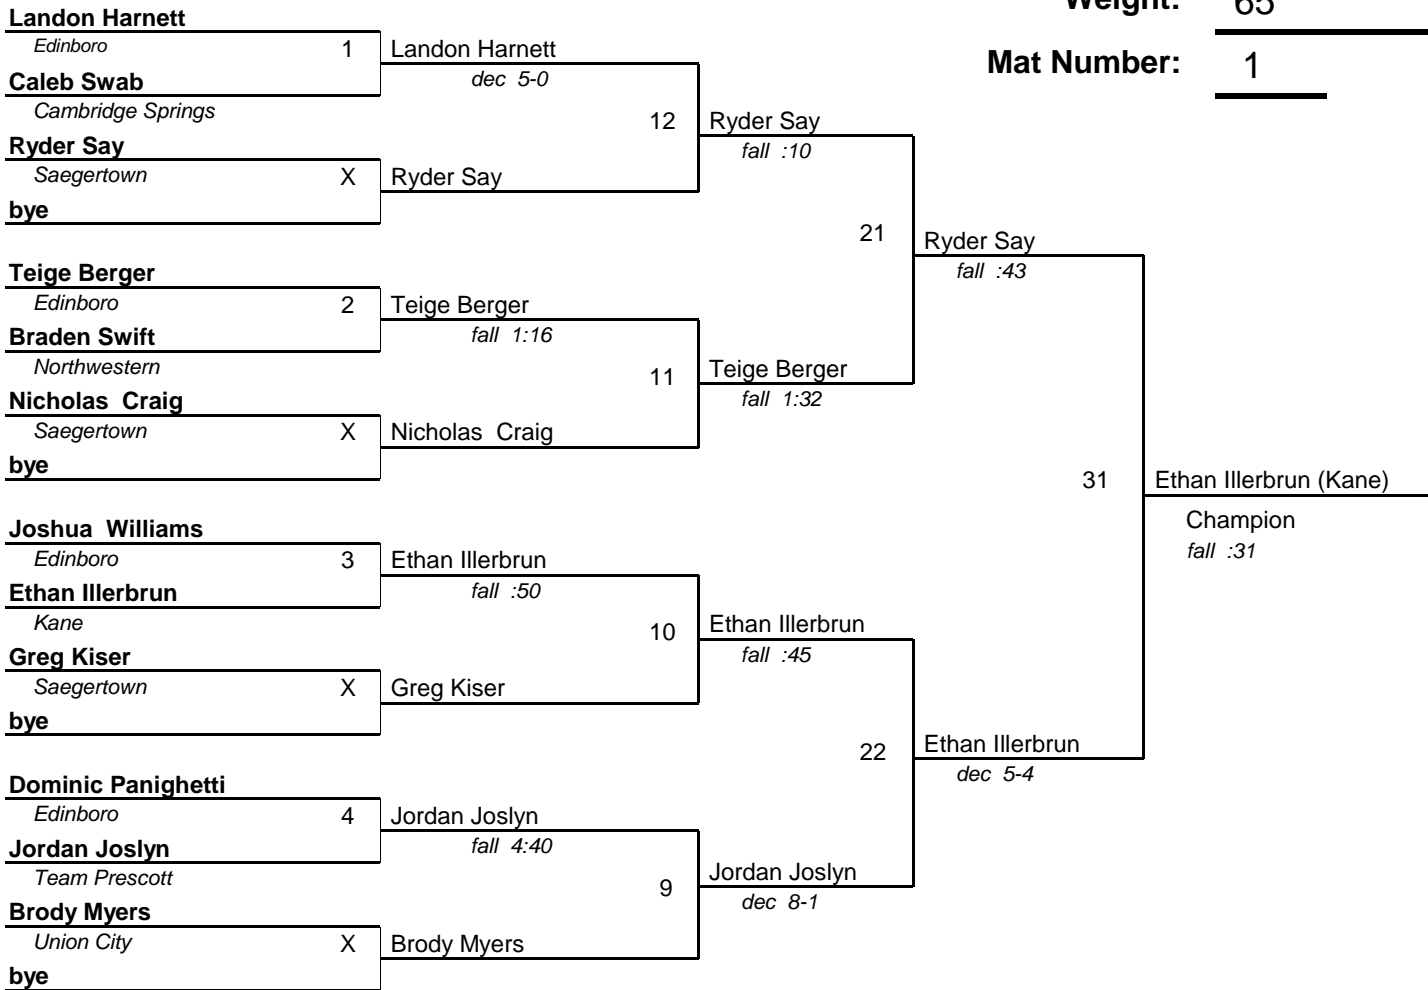 Weight: 65
Mat Number: 1
Landon Harnett
Edinboro 1
Landon Harnett
dec 5-0
Caleb Swab
Cambridge Springs
12
Ryder Say
fall :10
Ryder Say
Saegertown X
Ryder Say
bye
21
Ryder Say
fall :43
Teige Berger
Edinboro 2
Teige Berger
fall 1:16
Braden Swift
Northwestern
11
Teige Berger
fall 1:32
Nicholas Craig
Saegertown X
Nicholas Craig
bye
31
Ethan Illerbrun (Kane)
Champion
fall :31
Joshua Williams
Edinboro 3
Ethan Illerbrun
fall :50
Ethan Illerbrun
Kane
10
Ethan Illerbrun
fall :45
Greg Kiser
Saegertown X
Greg Kiser
bye
22
Ethan Illerbrun
dec 5-4
Dominic Panighetti
Edinboro 4
Jordan Joslyn
fall 4:40
Jordan Joslyn
Team Prescott
9
Jordan Joslyn
dec 8-1
Brody Myers
Union City X
Brody Myers
bye